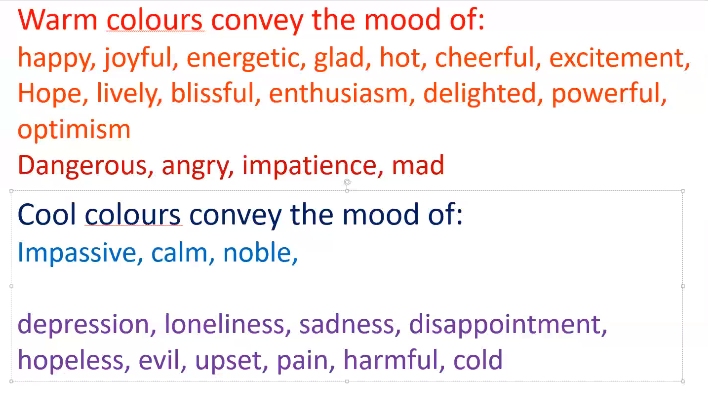 Warm colours convey the mood of:
happy, joyful, energetic, glad, hot, cheerful, excitement,
Hope, lively, blissful, enthusiasm, delighted, powerful,
optimism
Dangerous, angry, impatience, mad
Cool colours convey the mood of:
Impassive, calm, noble,
depression, loneliness, sadness, disappointment,
hopeless, evil, upset, pain, harmful, cold